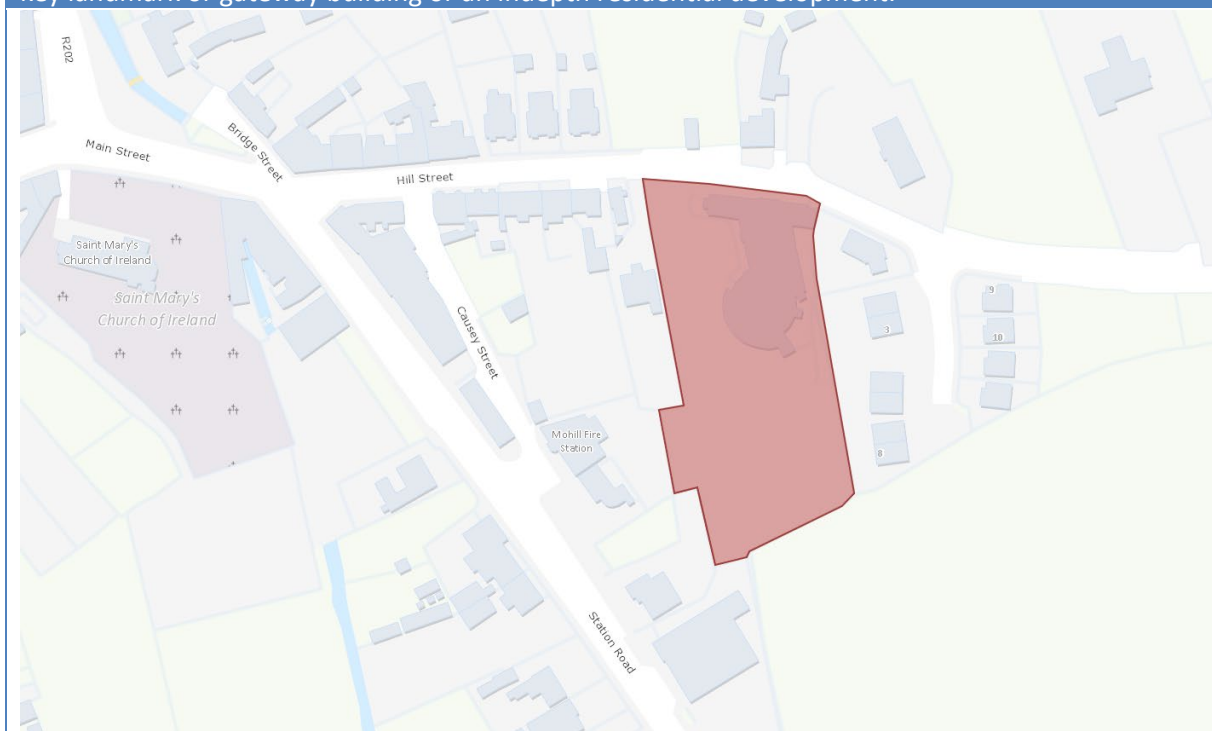 key landmark or gateway building or an indepth residential development.
R202
Main Street
Bridge Street
Hill Street
Saint Mary's
Church of Ireland
Saint Mary's
Church of Ireland
Causey Street
Mohill Fire
Station
Station Road
3
8
9
10